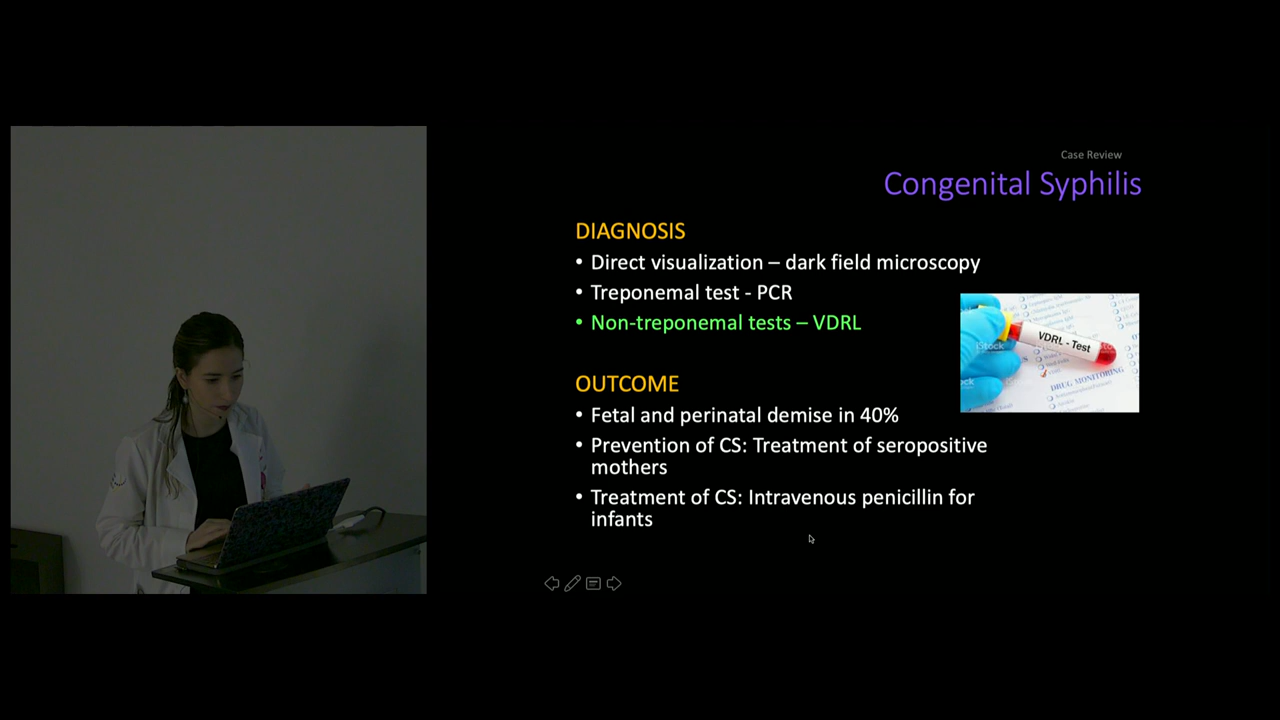 Case Review
Congenital Syphilis
DIAGNOSIS
• Direct visualization – dark field microscopy
• Treponemal test - PCR
• Non-treponemal tests – VDRL
VDRL - Test
iStock
DRUG MONITORING
OUTCOME
• Fetal and perinatal demise in 40%
• Prevention of CS: Treatment of seropositive
mothers
• Treatment of CS: Intravenous penicillin for
infants